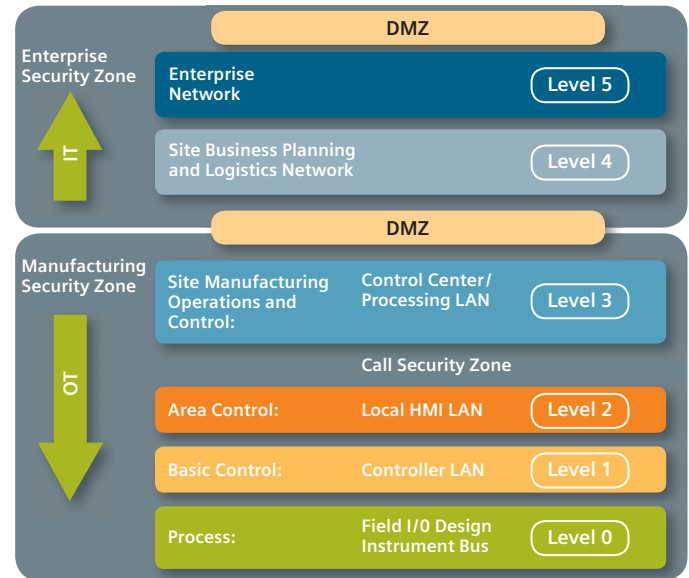 DMZ
Enterprise
Security Zone
IT
Enterprise
Network
Level 5
Site Business Planning
and Logistics Network
Level 4
DMZ
Manufacturing
Security Zone
OT
Site Manufacturing
Operations and
Control:
Control Center/
Processing LAN
Level 3
Call Security Zone
Area Control:
Local HMI LAN
Level 2
Basic Control:
Controller LAN
Level 1
Process:
Field I/0 Design
Instrument Bus
Level 0